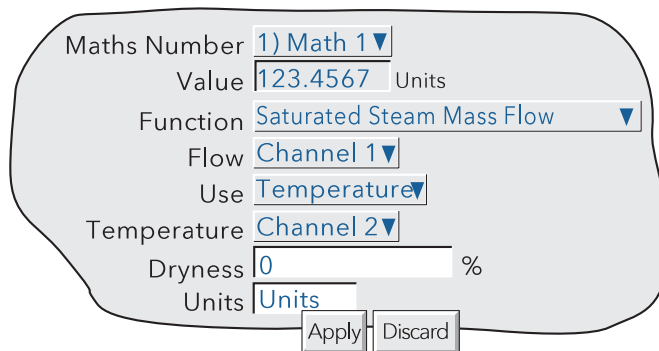 Maths Number 1) Math 1▼
Value 123.4567 Units
Function Saturated Steam Mass Flow ▼
Flow Channel 1▼
Use Temperature▼
Temperature Channel 2▼
Dryness 0 %
Units Units
Apply Discard